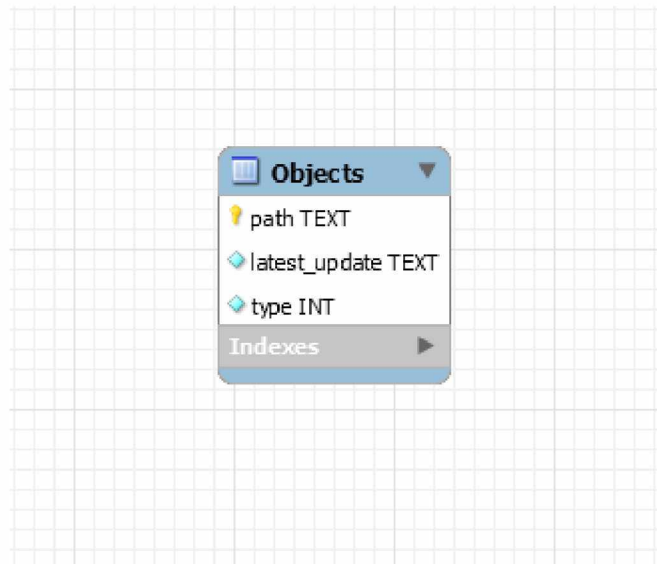 Objects
path TEXT
latest_update TEXT
type INT
Indexes